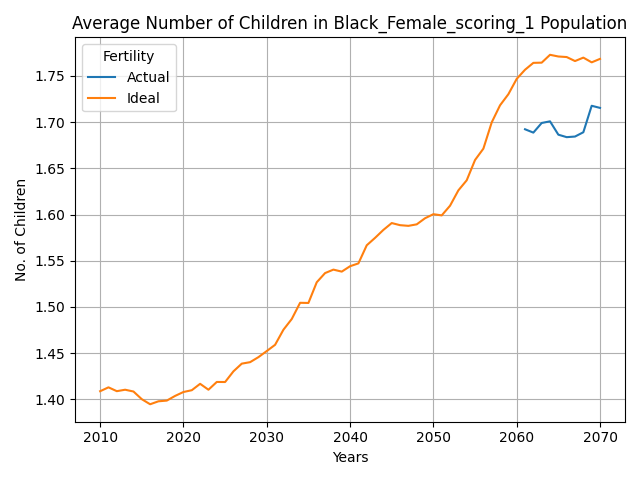 Average Number of Children in Black_Female_scoring_1 Population
Fertility
Actual
Ideal
No. of Children
1.75
1.70
1.65
1.60
1.55
1.50
1.45
1.40
2010 2020 2030 2040 2050 2060 2070
Years